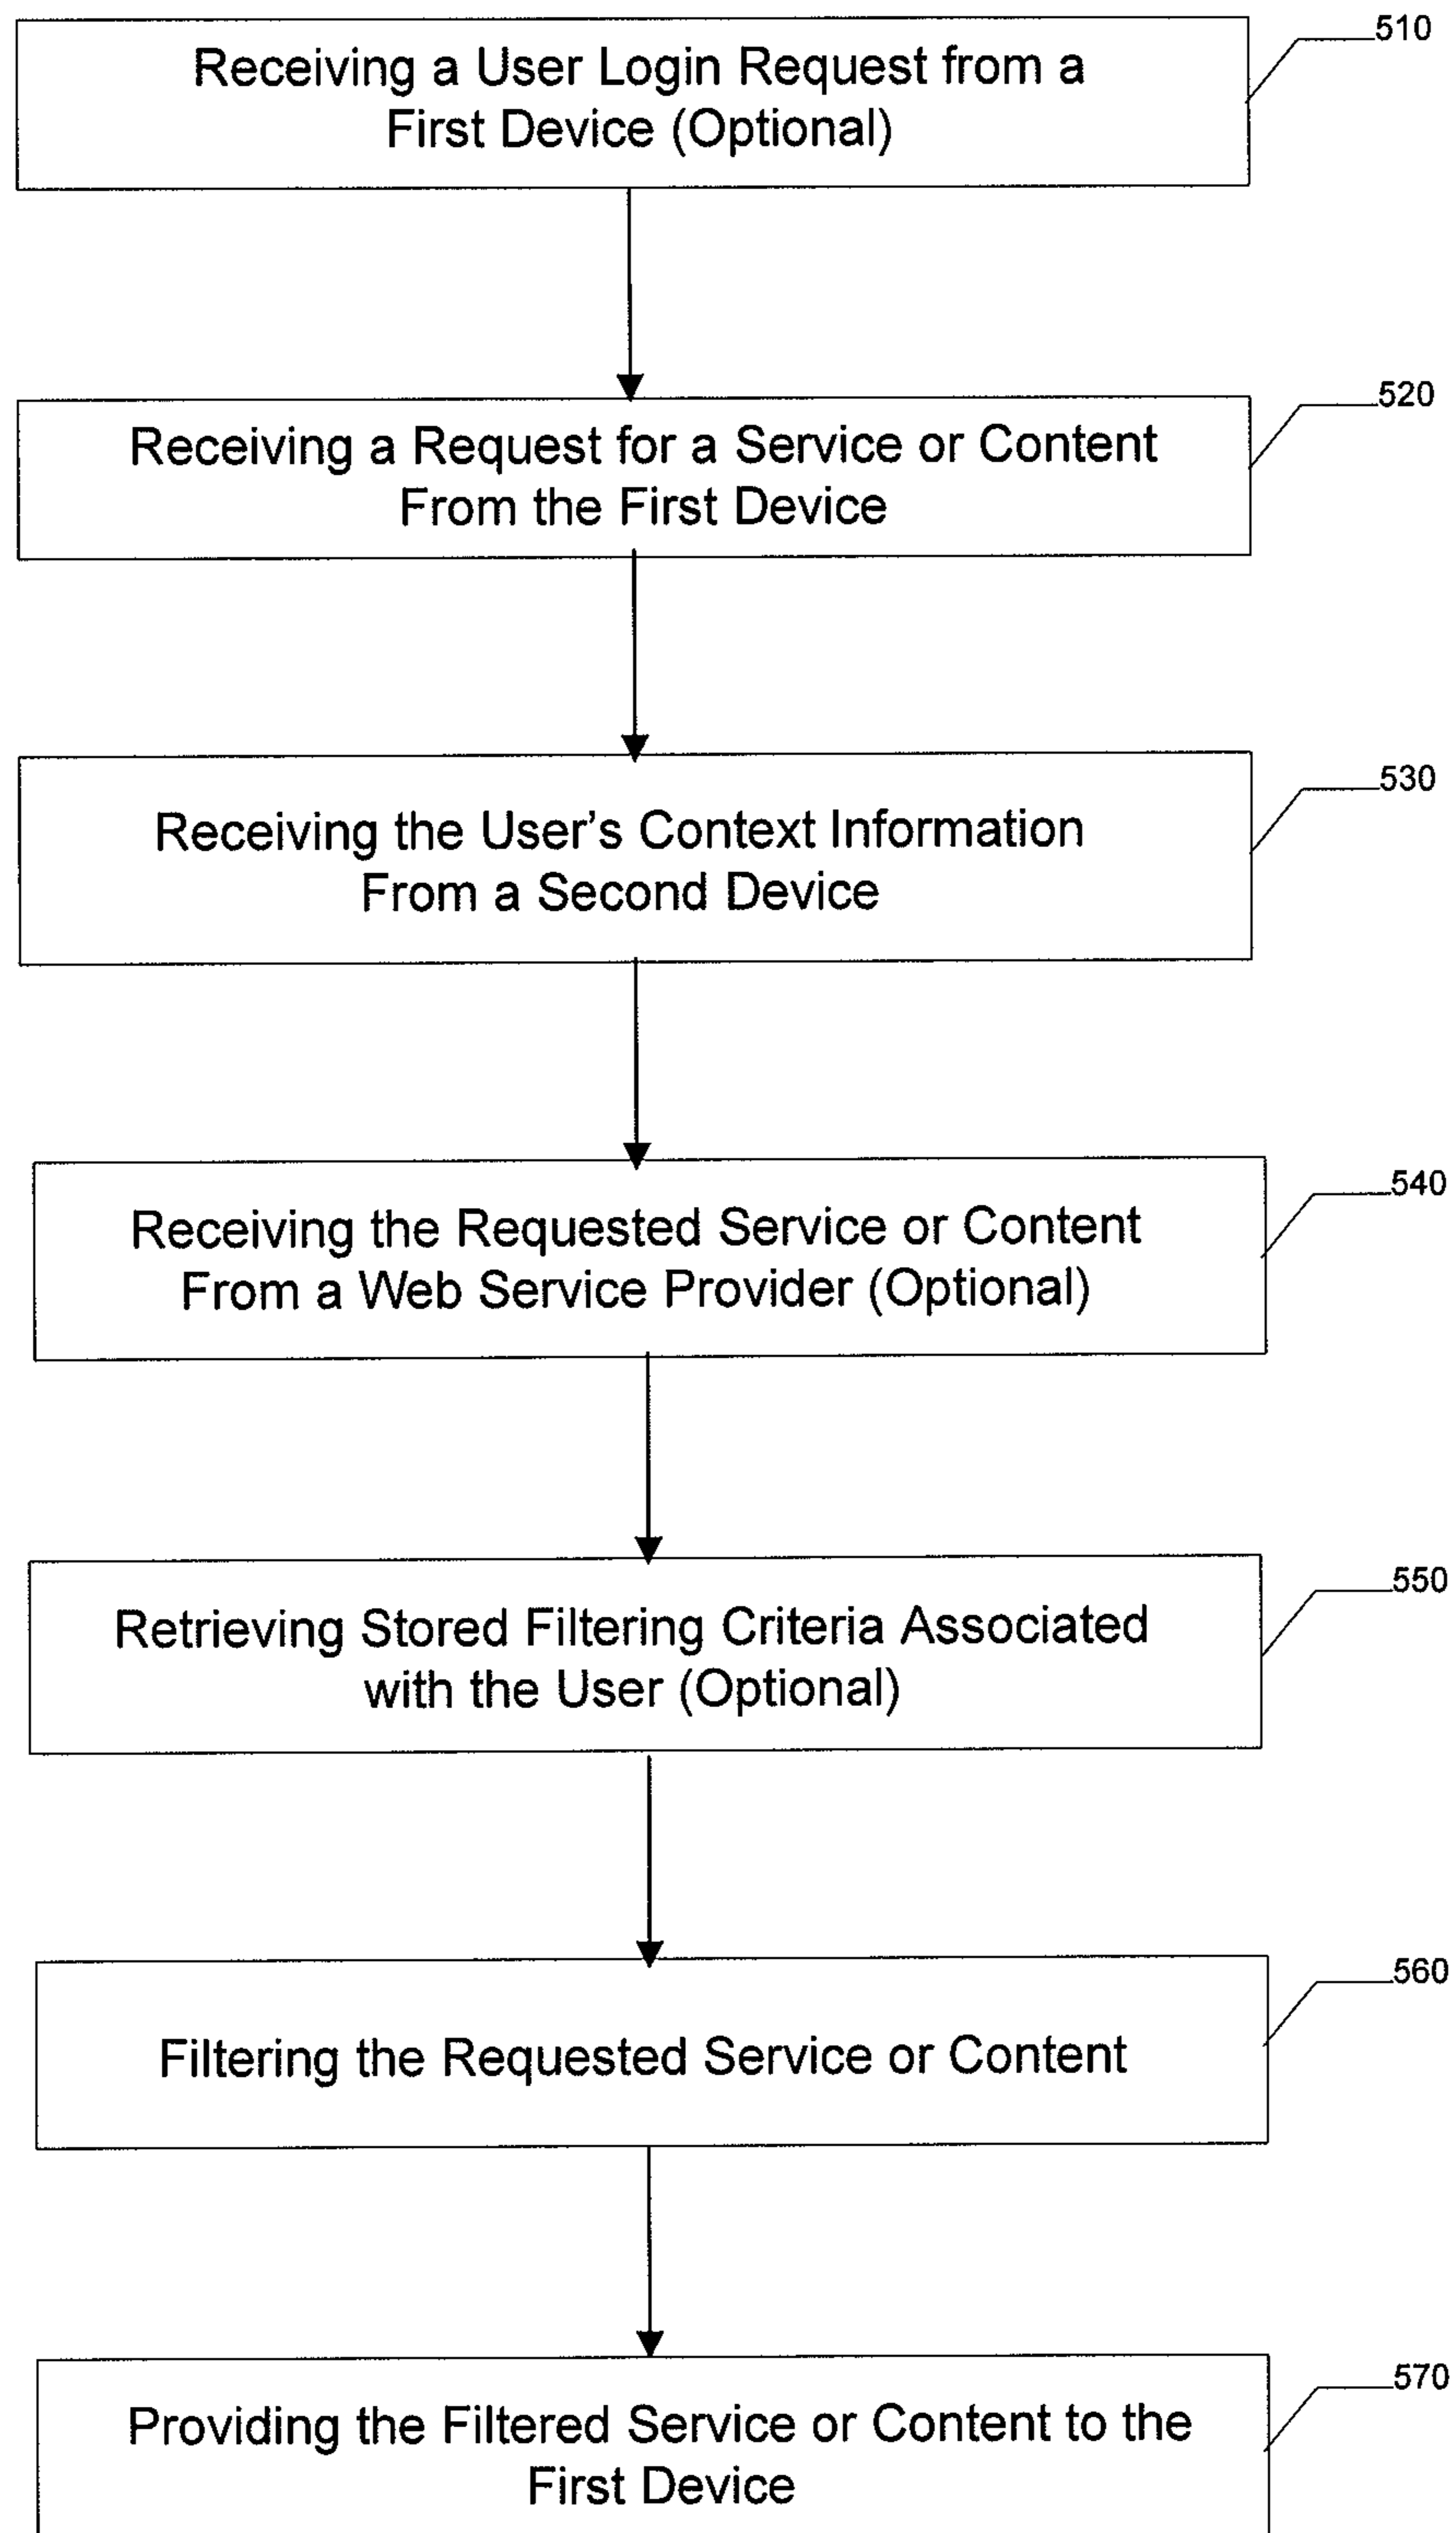 510
Receiving a User Login Request from a
First Device (Optional)
520
Receiving a Request for a Service or Content
From the First Device
530
Receiving the User's Context Information
From a Second Device
540
Receiving the Requested Service or Content
From a Web Service Provider (Optional)
550
Retrieving Stored Filtering Criteria Associated
with the User (Optional)
560
Filtering the Requested Service or Content
570
Providing the Filtered Service or Content to the
First Device